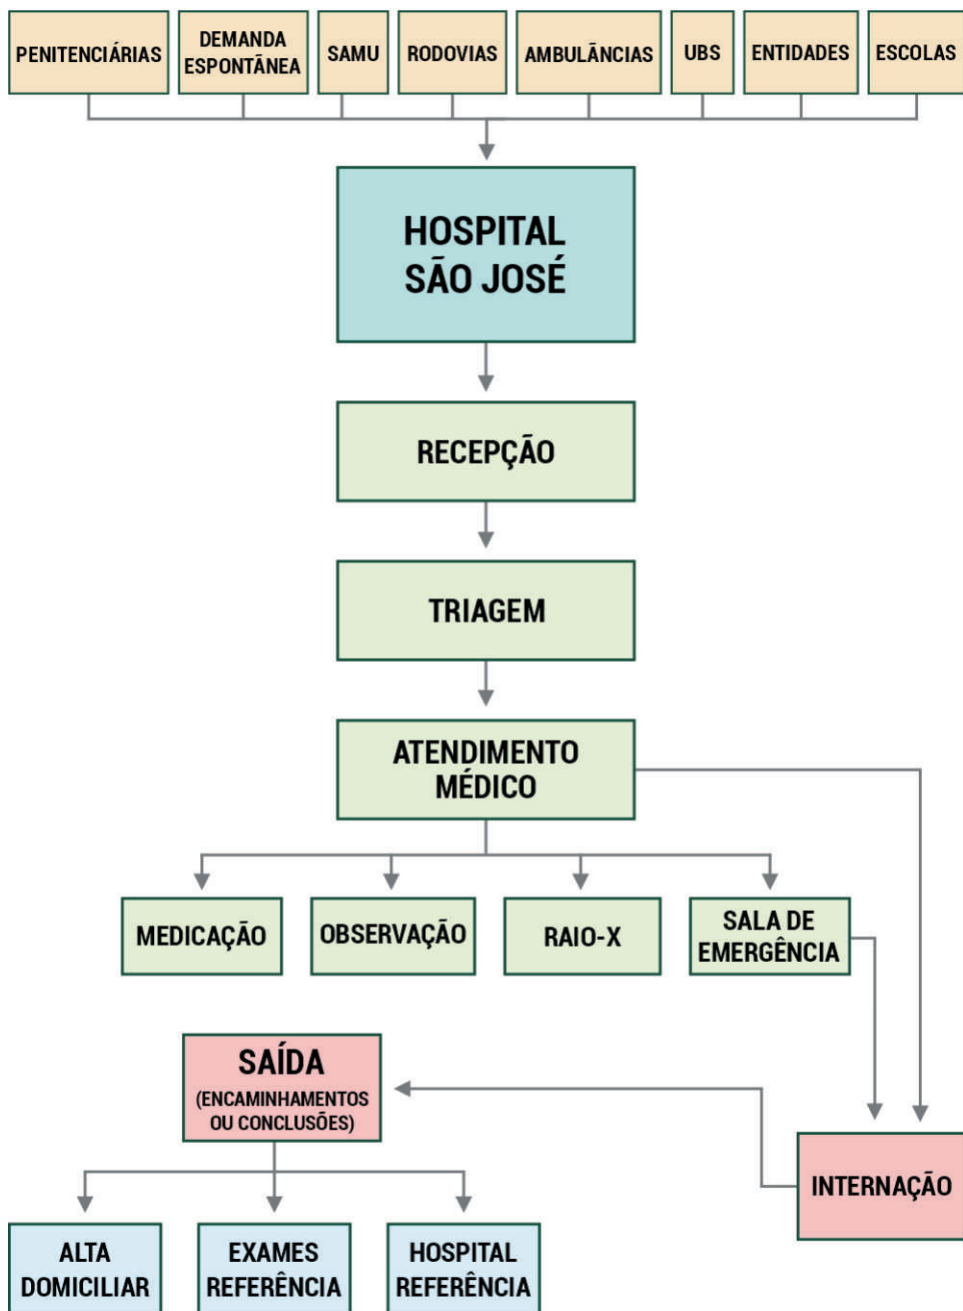 PENITENCIÁRIAS
DEMANDA
ESPONTÂNEA
SAMU
RODOVIAS
AMBULÂNCIAS
UBS
ENTIDADES
ESCOLAS
HOSPITAL
SÃO JOSÉ
RECEPÇÃO
TRIAGEM
ATENDIMENTO
MÉDICO
MEDICAÇÃO
OBSERVAÇÃO
RAIO-X
SALA DE
EMERGÊNCIA
SAÍDA
(ENCAMINHAMENTOS
OU CONCLUSÕES)
INTERNAÇÃO
ALTA
DOMICILIAR
EXAMES
REFERÊNCIA
HOSPITAL
REFERÊNCIA